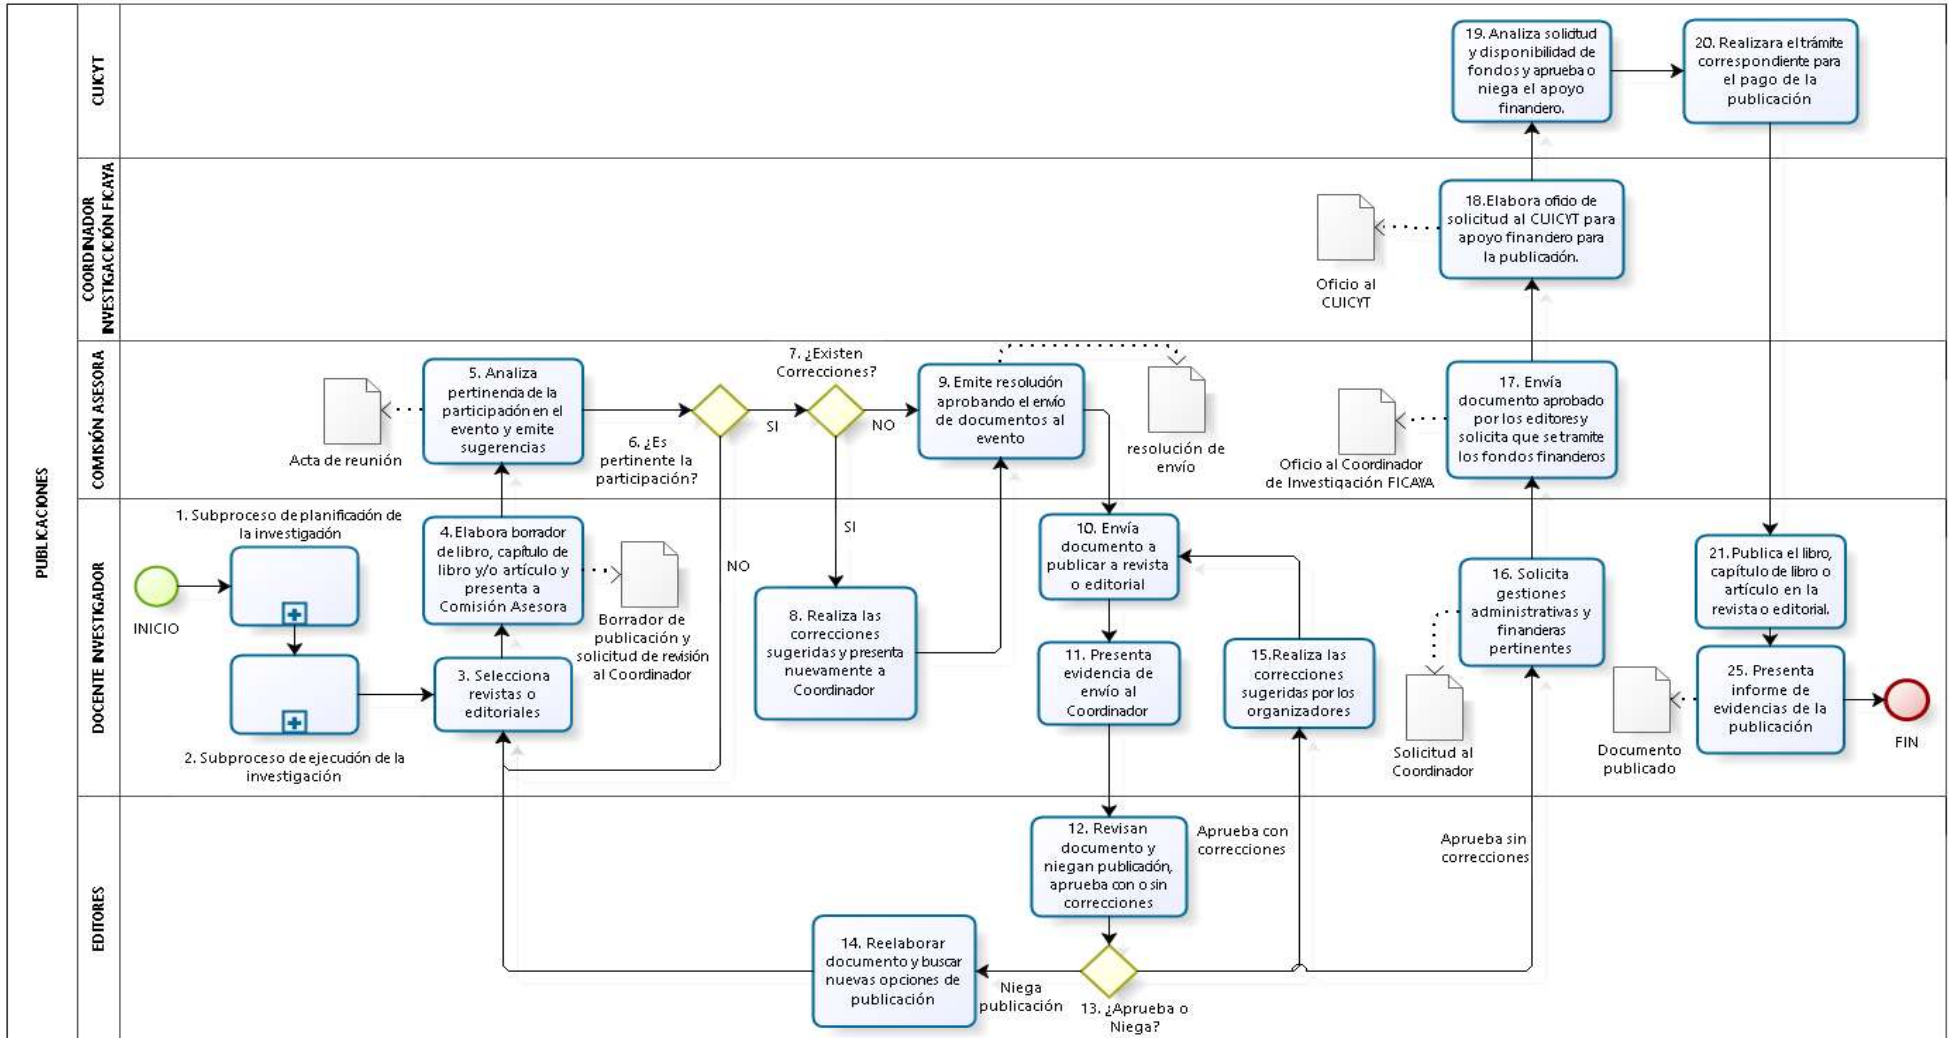 PUBLICACIONES
CUICYT
19. Analiza solicitud
y disponibilidad de
fondos y aprueba o
niega el apoyo
financiero.
20. Realizara el trámite
correspondiente para
el pago de la
publicación
COORDINADOR
INVESTIGACIÓN FICAYA
18.Elabora oficio de
solicitud al CUICYT para
apoyo financiero para
la publicación.
Oficio al
CUICYT
COMISIÓN ASESORA
5. Analiza
pertinencia de la
participación en el
evento y emite
sugerencias
Acta de reunión
6. ¿Es
pertinente la
participación?
SI
NO
7. ¿Existen
Correcciones?
NO
SI
9. Emite resolución
aprobando el envío
de documentos al
evento
resolución de
envío
17. Envía
documento aprobado
por los editores y
solicita que se tramite
los fondos financieros
Oficio al Coordinador
de Investigación FICAYA
DOCENTE INVESTIGADOR
INICIO
1. Subproceso de planificación de
la investigación
2. Subproceso de ejecución de la
investigación
3. Selecciona
revistas o
editoriales
4.Elabora borrador
de libro, capítulo de
libro y/o artículo y
presenta a
Comisión Asesora
Borrador de
publicación y
solicitud de revisión
al Coordinador
8. Realiza las
correcciones
sugeridas y presenta
nuevamente a
Coordinador
10. Envía
documento a
publicar a revista
o editorial
11. Presenta
evidencia de
envío al
Coordinador
15.Realiza las
correcciones
sugeridas por los
organizadores
16. Solicita
gestiones
administrativas y
financieras
pertinentes
Solicitud al
Coordinador
21. Publica el libro,
capítulo de libro o
artículo en la
revista o editorial.
25. Presenta
informe de
evidencias de la
publicación
Documento
publicado
FIN
EDITORES
12. Revisan
documento y
niegan publicación,
aprueba con o sin
correcciones
Aprueba con
correcciones
Aprueba sin
correcciones
13. ¿Aprueba o
Niega?
Niega
publicación
14. Reelaborar
documento y buscar
nuevas opciones de
publicación